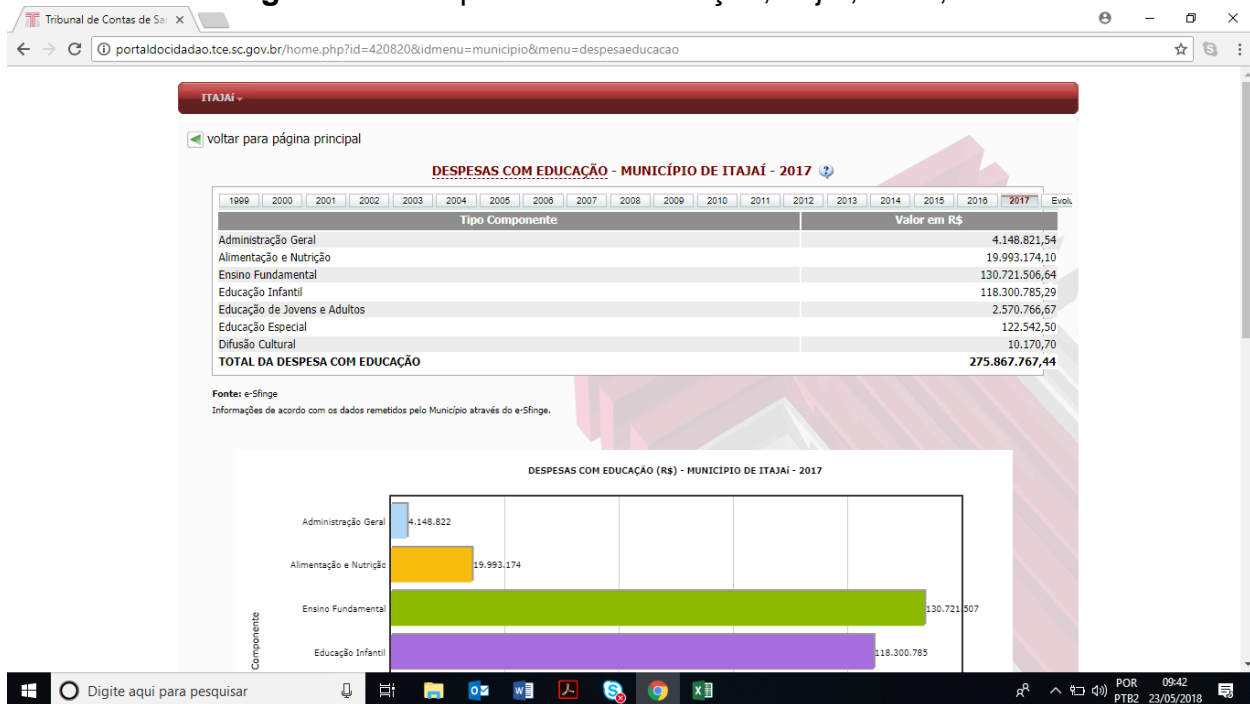 Tribunal de Contas de Sa
portaldocidadao.tce.sc.gov.br/home.php?id=420820&idmenu=municipio&menu=despesaeducacao
ITAJAÍ
voltar para página principal
DESPESAS COM EDUCAÇÃO - MUNICÍPIO DE ITAJAÍ - 2017
1999 2000 2001 2002 2003 2004 2005 2006 2007 2008 2009 2010 2011 2012 2013 2014 2015 2016 2017 Evolu
Tipo Componente Valor em R$
Administração Geral 4.148.821,54
Alimentação e Nutrição 19.993.174,10
Ensino Fundamental 130.721.506,64
Educação Infantil 118.300.785,29
Educação de Jovens e Adultos 2.570.766,67
Educação Especial 122.542,50
Difusão Cultural 10.170,70
TOTAL DA DESPESA COM EDUCAÇÃO 275.867.767,44
Fonte: e-Sfinge
Informações de acordo com os dados remetidos pelo Município através do e-Sfinge.
DESPESAS COM EDUCAÇÃO (R$) - MUNICÍPIO DE ITAJAÍ - 2017
Administração Geral 4.148.822
Alimentação e Nutrição 19.993.174
Ensino Fundamental 130.721.507
Educação Infantil 118.300.785
Componente
Digite aqui para pesquisar
POR 09:42
PTB2 23/05/2018